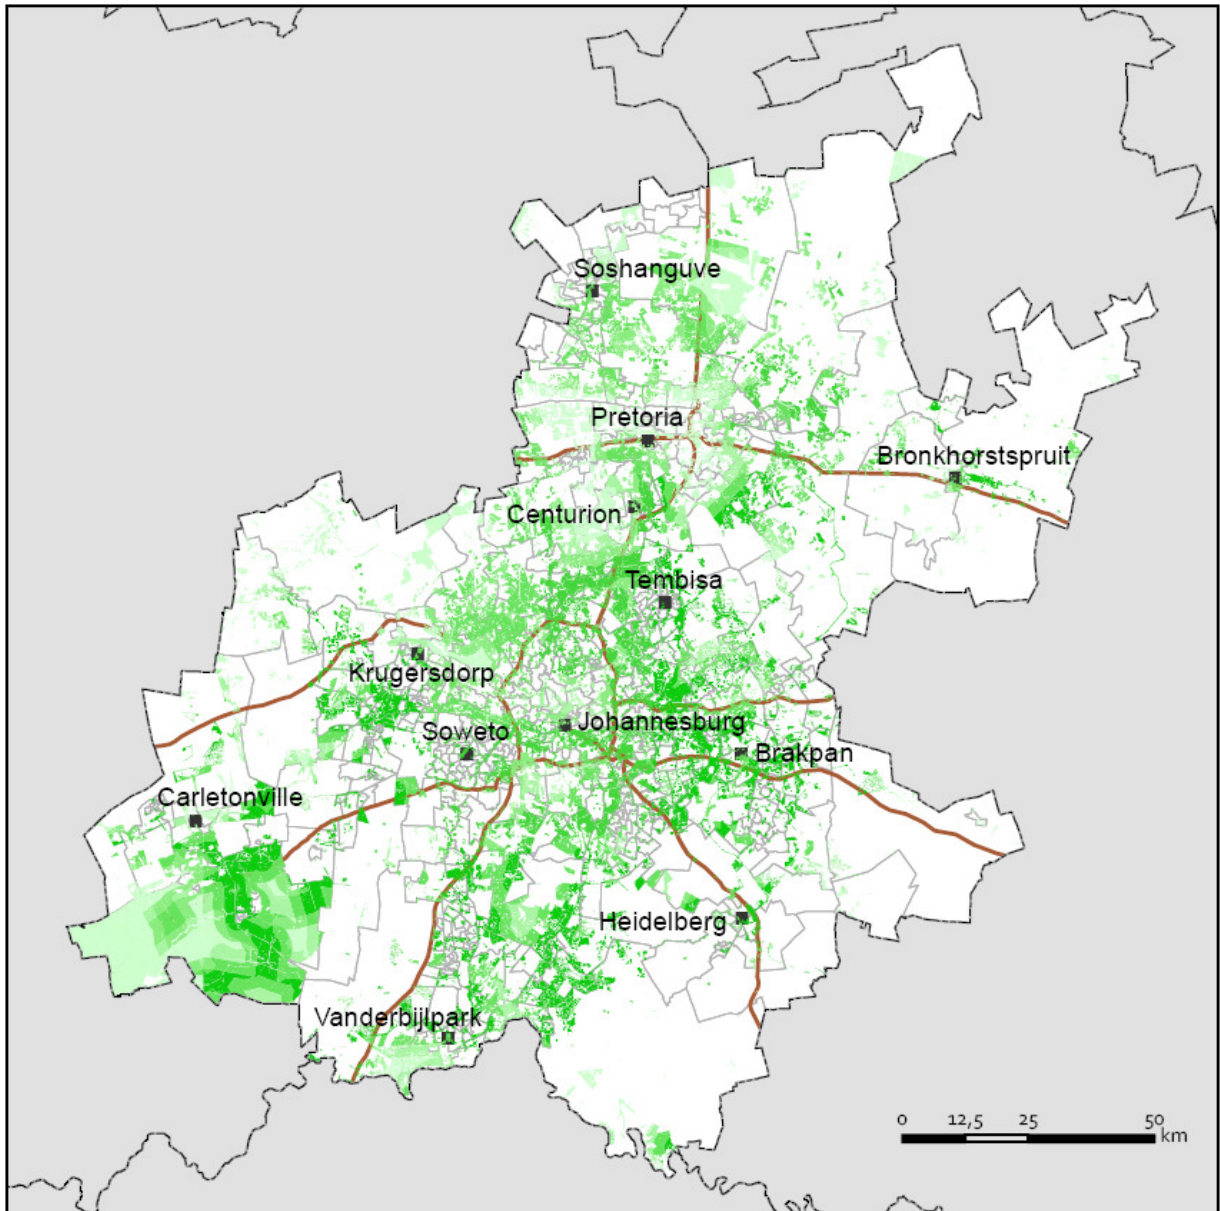 Soshanguve
Pretoria
Bronkhorstspruit
Centurion
Tembisa
Krugersdorp
Soweto
Johannesburg
Brakpan
Carletonville
Heidelberg
Vanderbijlpark
0 12,5 25 50
km